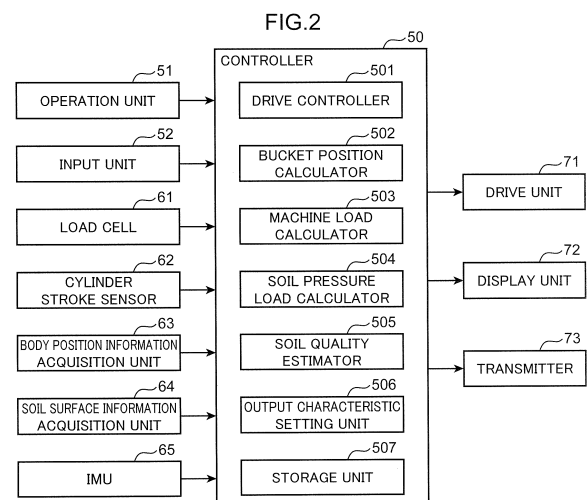 FIG.2
50
CONTROLLER
51
OPERATION UNIT
52
INPUT UNIT
61
LOAD CELL
62
CYLINDER
STROKE SENSOR
63
BODY POSITION INFORMATION
ACQUISITION UNIT
64
SOIL SURFACE INFORMATION
ACQUISITION UNIT
65
IMU
501
DRIVE CONTROLLER
502
BUCKET POSITION
CALCULATOR
503
MACHINE LOAD
CALCULATOR
504
SOIL PRESSURE
LOAD CALCULATOR
505
SOIL QUALITY
ESTIMATOR
506
OUTPUT CHARACTERISTIC
SETTING UNIT
507
STORAGE UNIT
71
DRIVE UNIT
72
DISPLAY UNIT
73
TRANSMITTER